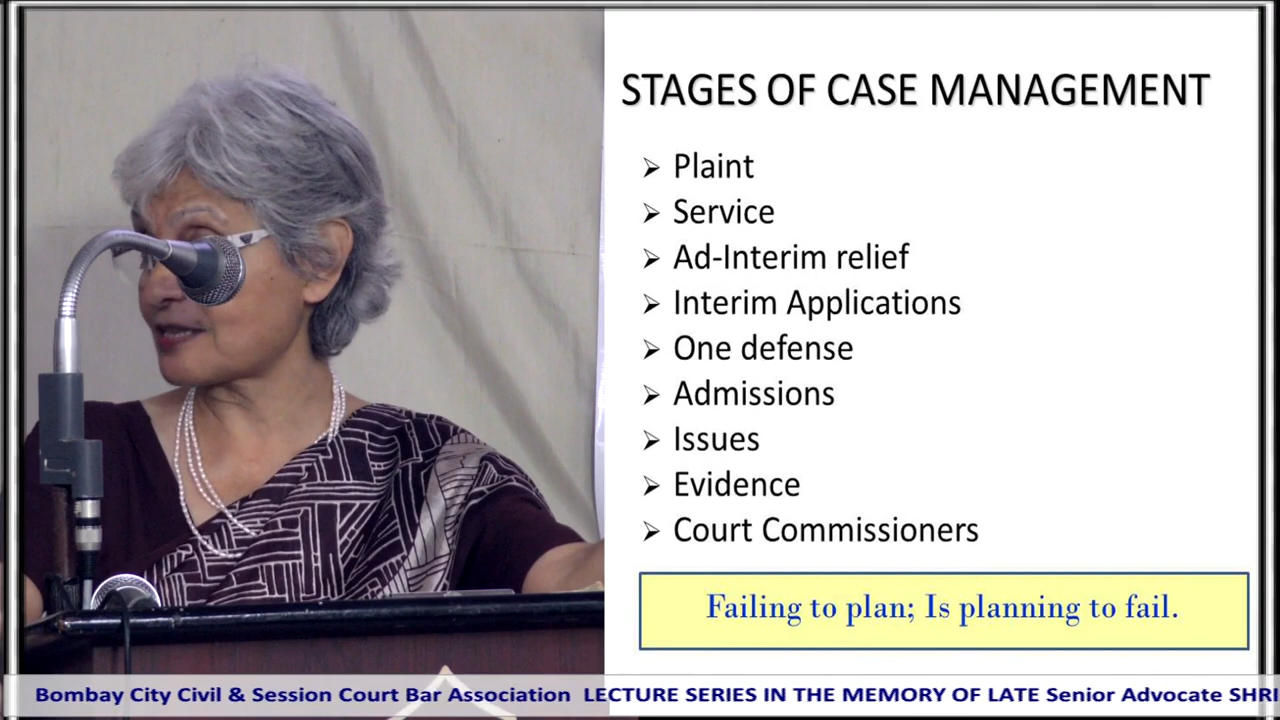 STAGES OF CASE MANAGEMENT
➢ Plaint
➢ Service
➢ Ad-Interim relief
➢ Interim Applications
➢ One defense
➢ Admissions
➢ Issues
➢ Evidence
➢ Court Commissioners
Failing to plan; Is planning to fail.
Bombay City Civil & Session Court Bar Association LECTURE SERIES IN THE MEMORY OF LATE Senior Advocate SHRI